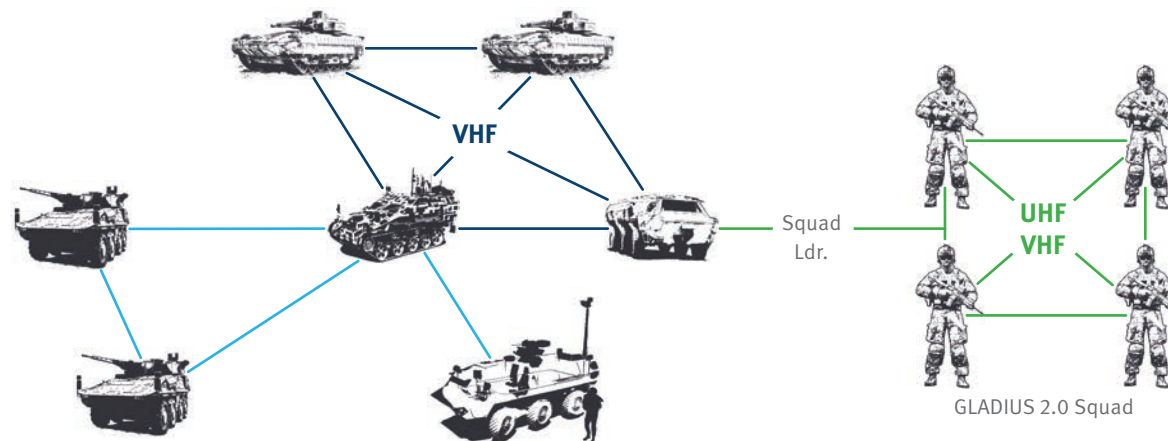 VHF
Squad
Ldr.
UHF
VHF
GLADIUS 2.0 Squad